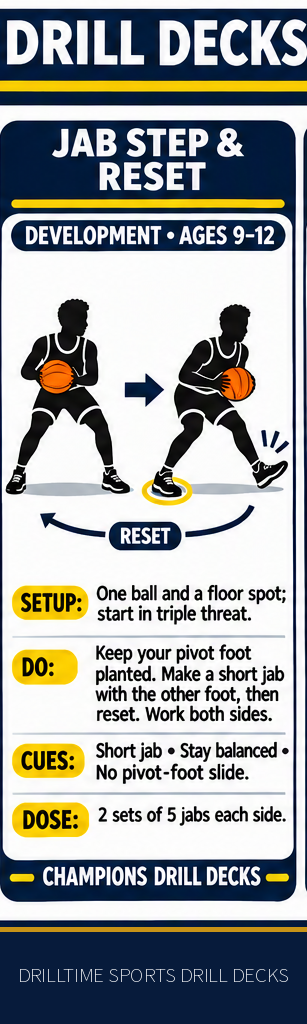 DRILL DECKS
JAB STEP &
RESET
DEVELOPMENT • AGES 9–12
RESET
SETUP: One ball and a floor spot;
start in triple threat.
DO: Keep your pivot foot
planted. Make a short jab
with the other foot, then
reset. Work both sides.
CUES: Short jab • Stay balanced •
No pivot-foot slide.
DOSE: 2 sets of 5 jabs each side.
CHAMPIONS DRILL DECKS
DRILLTIME SPORTS DRILL DECKS